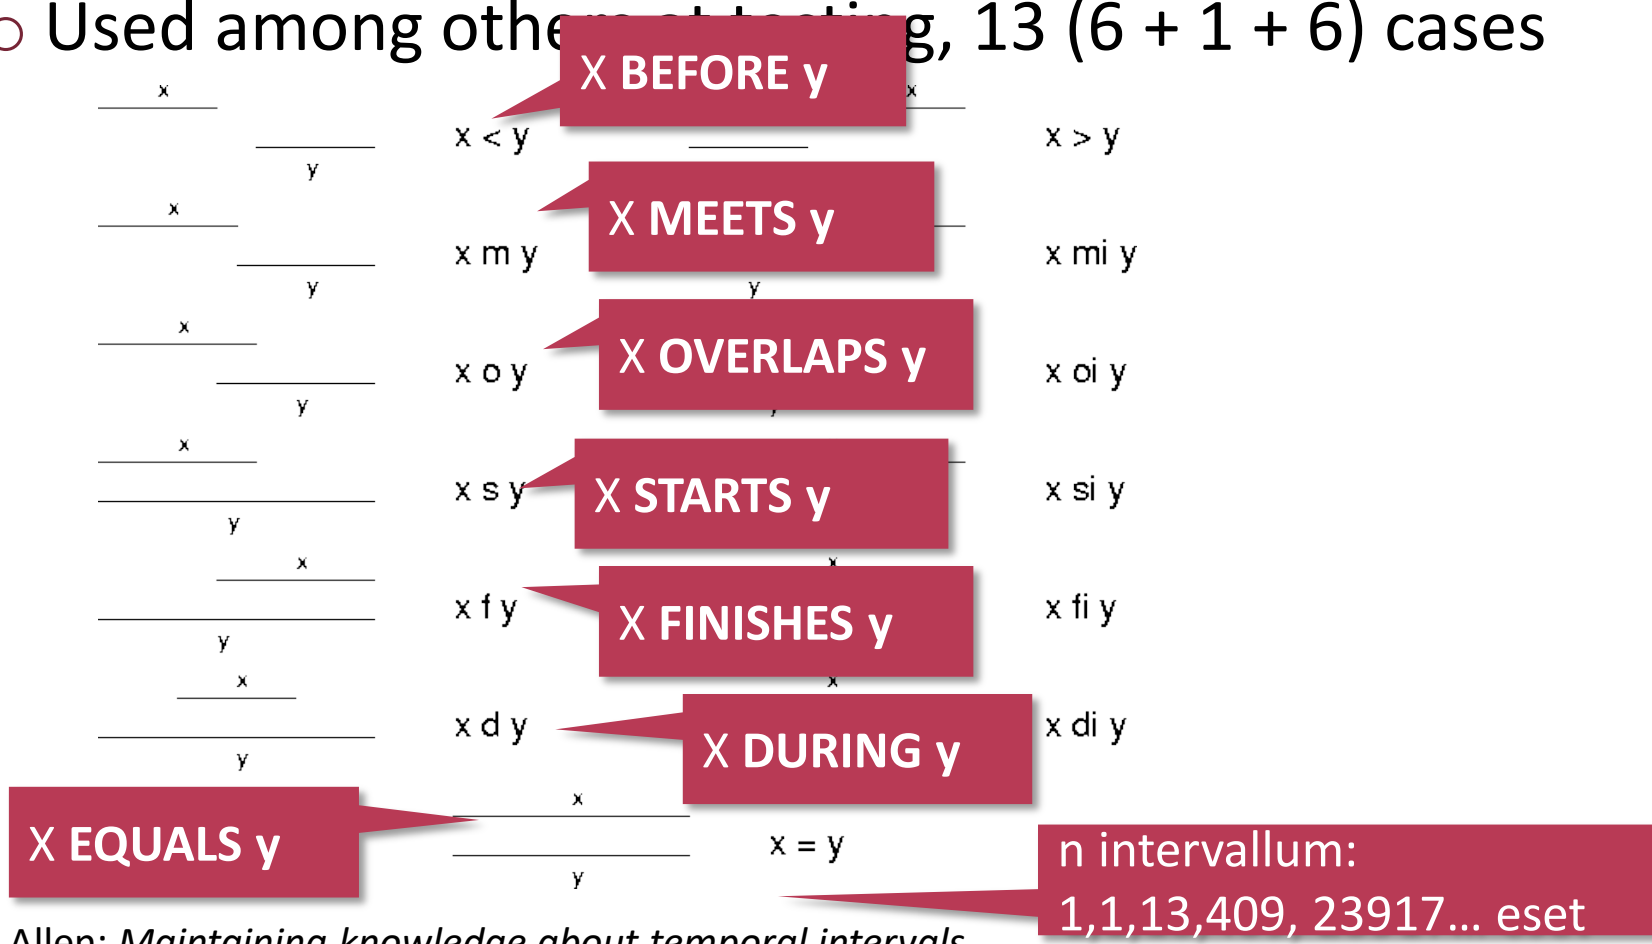 Used among othe g, 13 (6 + 1 + 6) cases
X BEFORE y
x x
x < y x > y
y
X MEETS y
x
x m y x mi y
y y
X OVERLAPS y
x
x o y x oi y
y
x
X STARTS y
x s y x si y
y
x x
X FINISHES y
x f y x fi y
y
x x
x d y X DURING y x di y
y
x
X EQUALS y x = y
y
n intervallum:
1,1,13,409, 23917... eset
Allen: Maintaining knowledge about temporal intervals